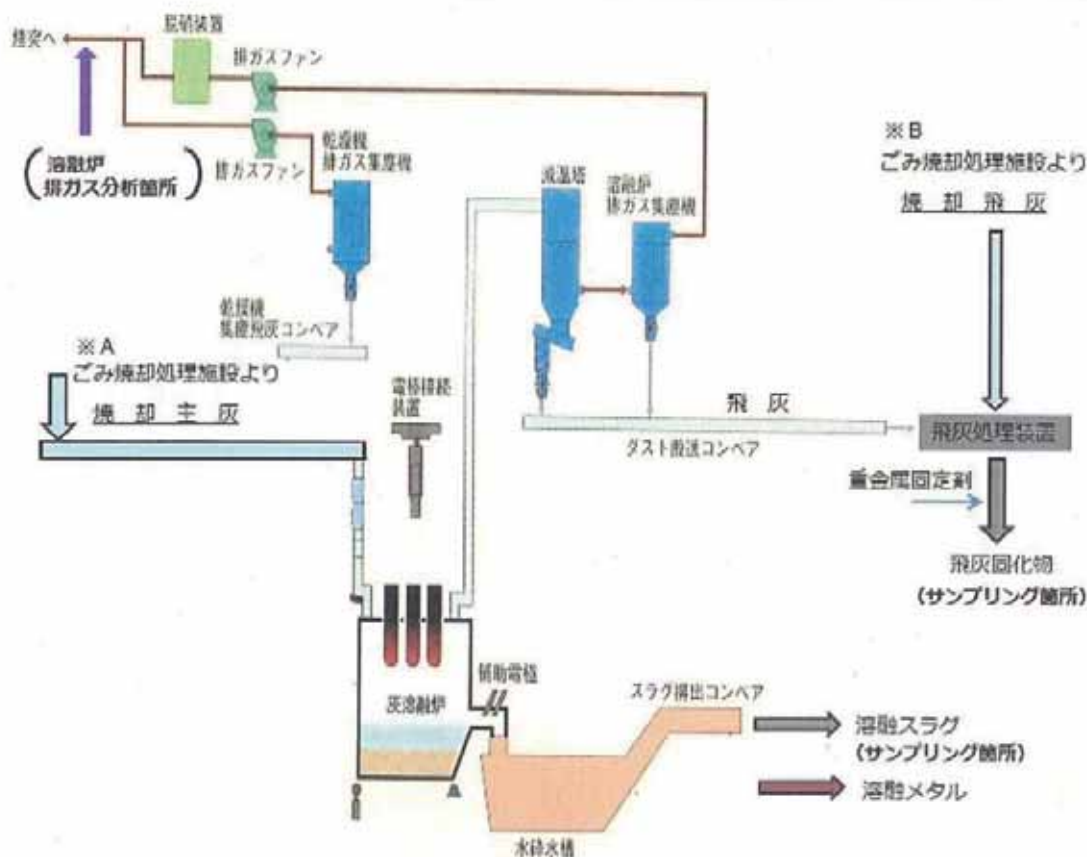 脱硝装置
煙突へ
排ガスファン
溶融炉
排ガス分析箇所
排ガスファン
乾燥機
排ガス集塵機
減温塔
溶融炉
排ガス集塵機
※B
ごみ焼却処理施設より
焼却飛灰
乾燥機
集塵飛灰コンベア
※A
ごみ焼却処理施設より
焼却主灰
電極接続
装置
飛灰
ダスト搬送コンベア
飛灰処理装置
重金属固定剤
飛灰固化物
(サンプリング箇所)
補助電極
灰溶融炉
スラグ搬出コンベア
溶融スラグ
(サンプリング箇所)
溶融メタル
水砕水槽